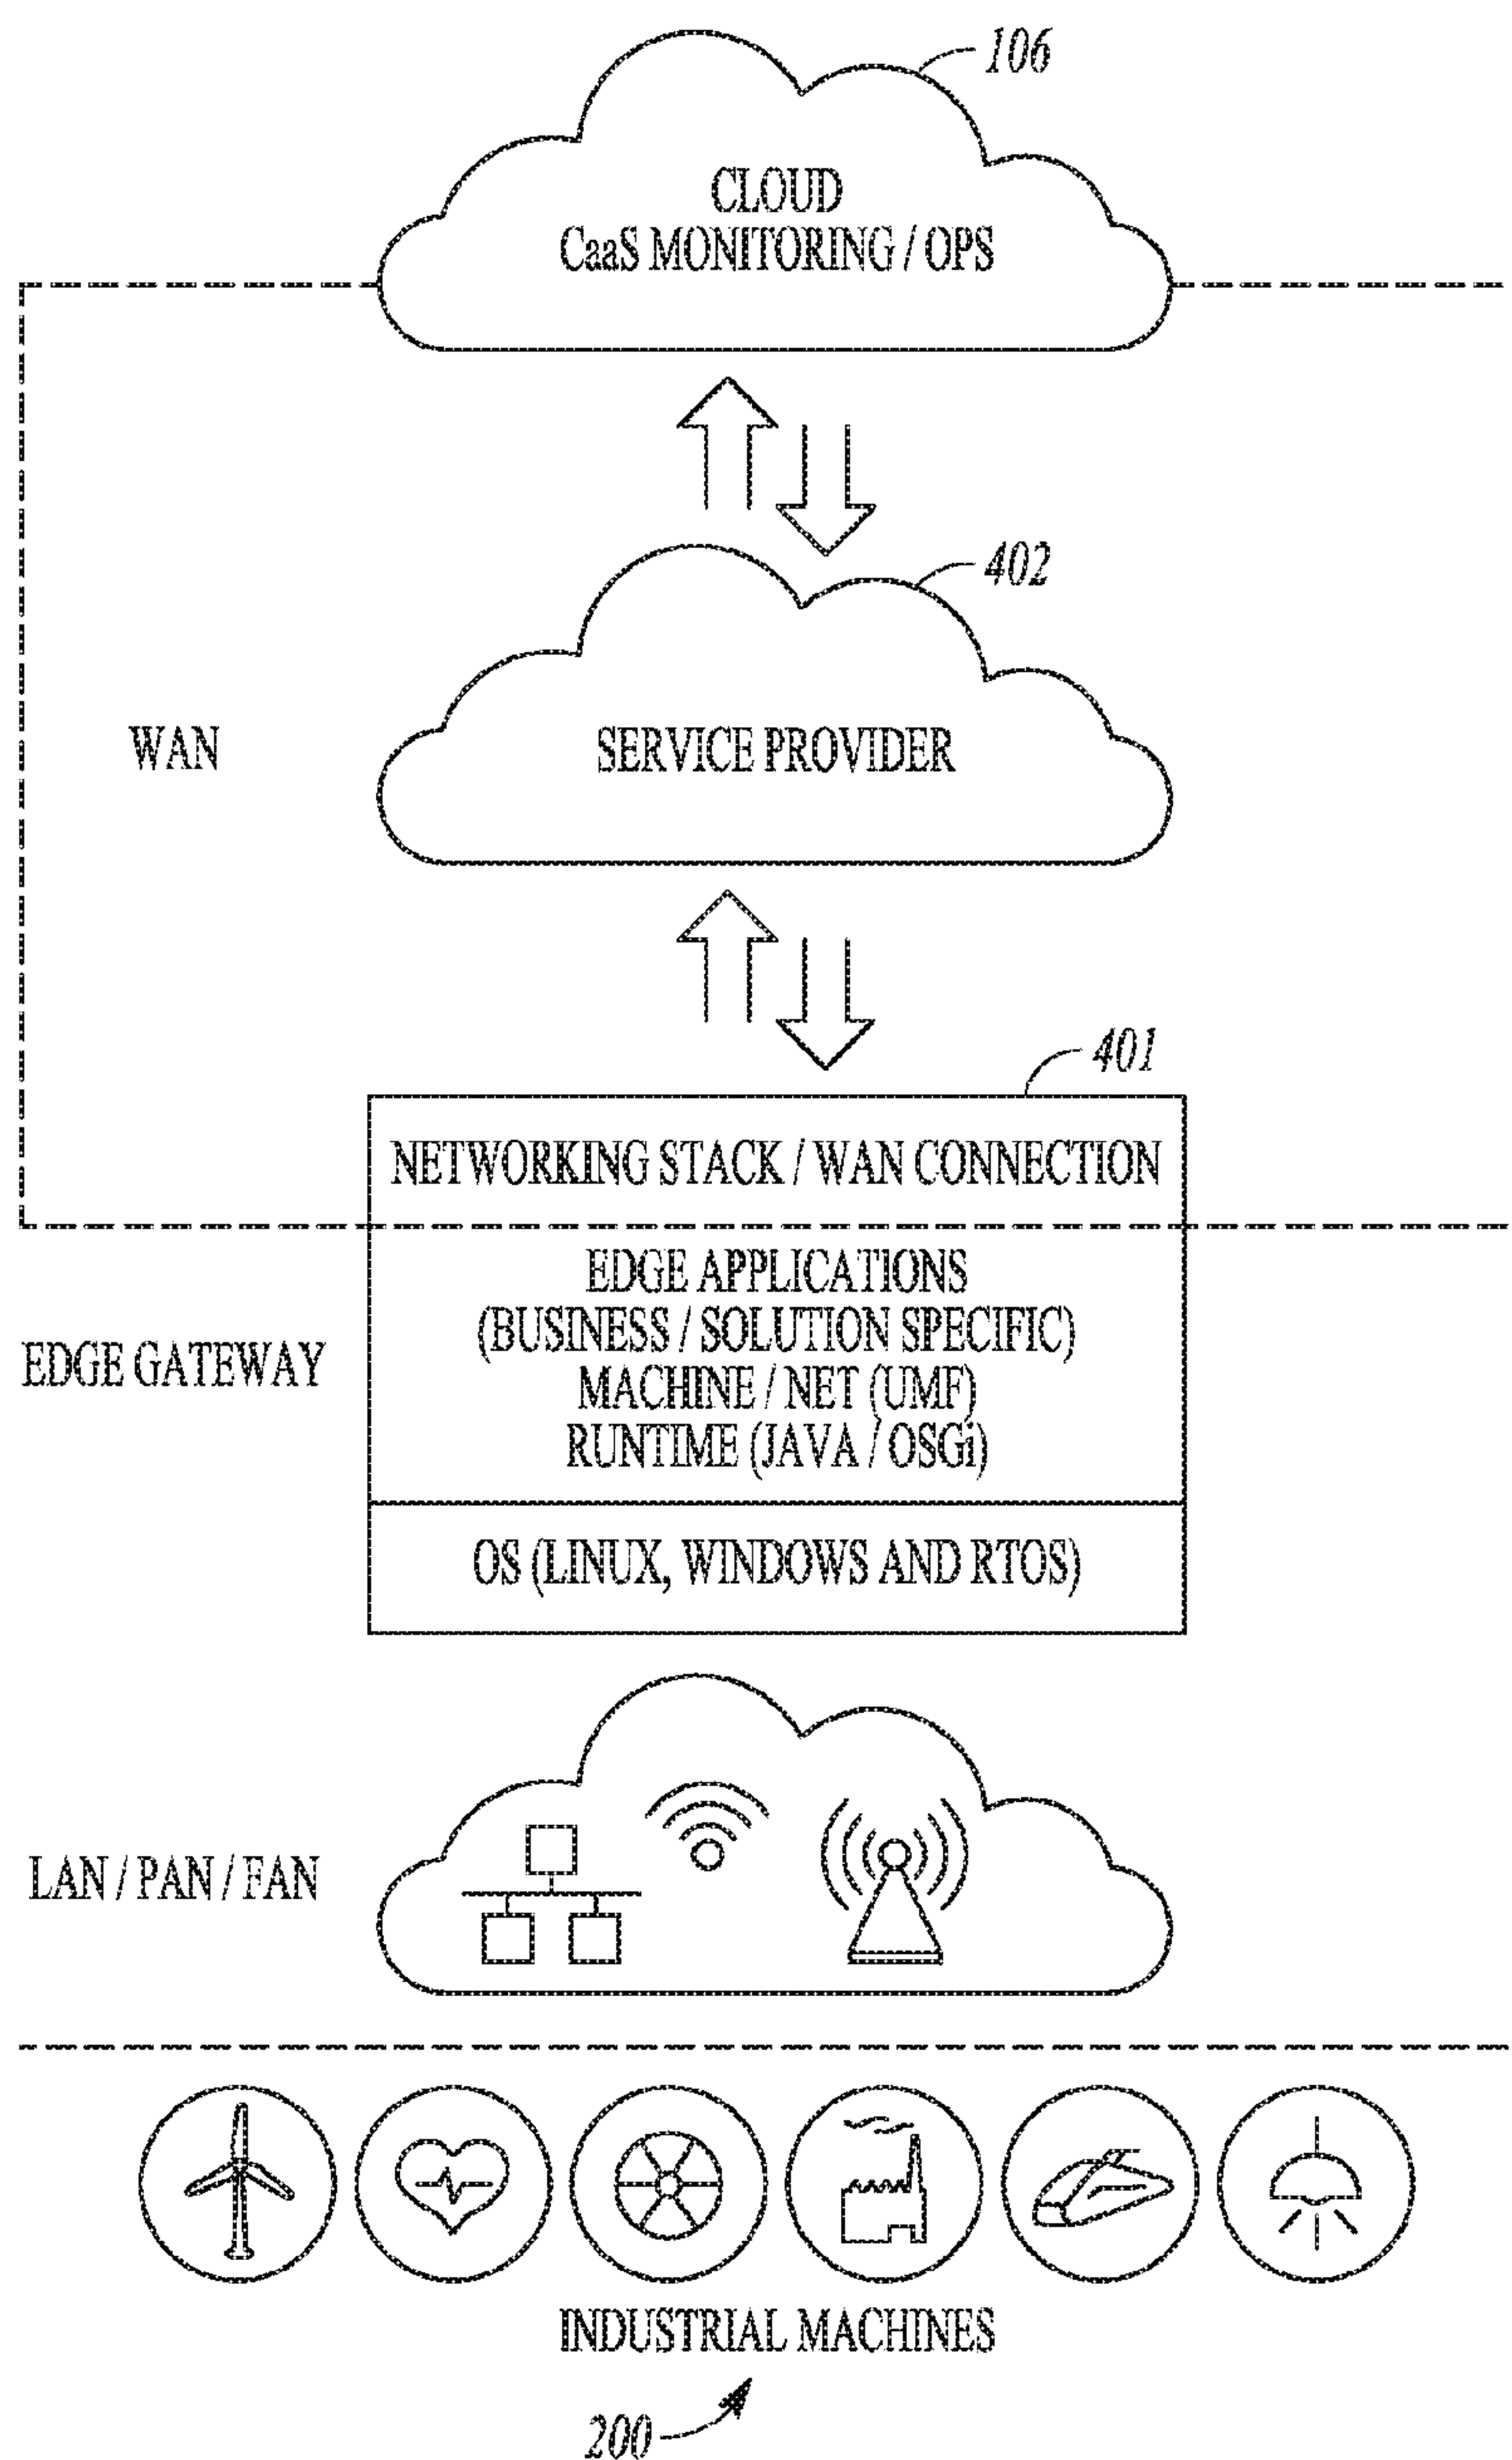 106
CLOUD
CaaS MONITORING / OPS
402
WAN
SERVICE PROVIDER
401
NETWORKING STACK / WAN CONNECTION
EDGE APPLICATIONS
(BUSINESS / SOLUTION SPECIFIC)
EDGE GATEWAY
MACHINE / NET (UMF)
RUNTIME (JAVA / OSGi)
OS (LINUX, WINDOWS AND RTOS)
LAN / PAN / FAN
INDUSTRIAL MACHINES
200